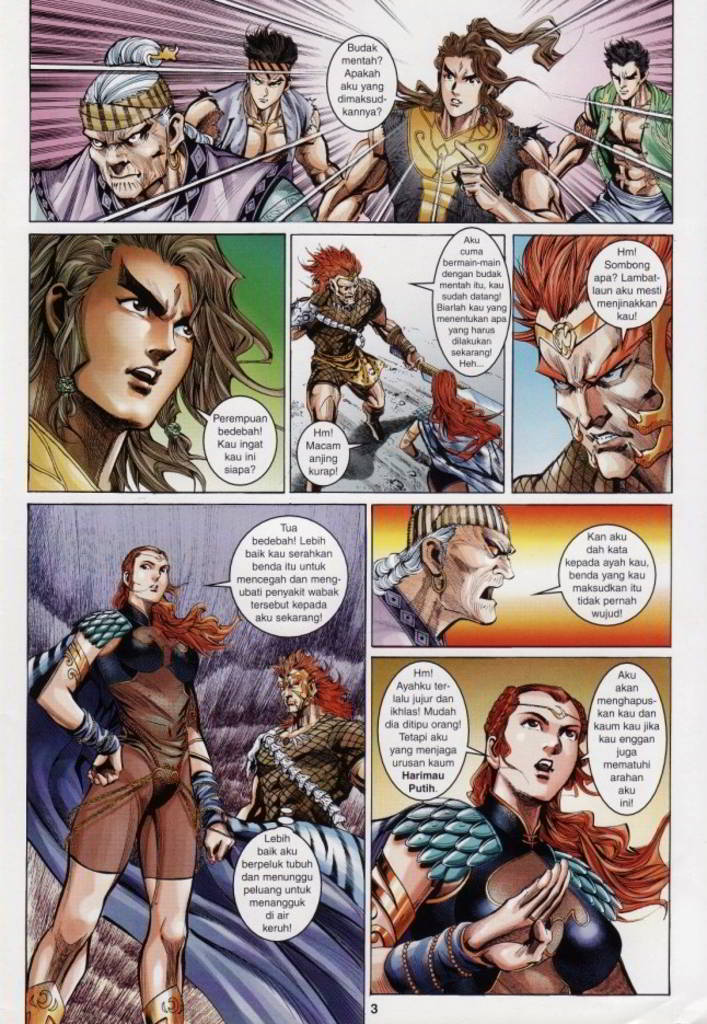 Budak
mentah?
Apakah
aku yang
dimaksud-
kannya?
Perempuan
bedebah!
Kau ingat
kau ini
siapa?
Aku
cuma
bermain-main
dengan budak
mentah itu, kau
sudah datang!
Biarlah kau yang
menentukan apa
yang harus
dilakukan
sekarang!
Heh...
Hm!
Macam
anjing
kurap!
Hm!
Sombong
apa? Lambat-
laun aku mesti
menjinakkan
kau!
Tua
bedebah! Lebih
baik kau serahkan
benda itu untuk
mencegah dan meng-
ubati penyakit wabak
tersebut kepada
aku sekarang!
Lebih
baik aku
berpeluk tubuh
dan menunggu
peluang untuk
menangguk
di air
keruh!
Kan aku
dah kata
kepada ayah kau,
benda yang kau
maksudkan itu
tidak pernah
wujud!
Hm!
Ayahku ter-
lalu jujur dan
ikhlas! Mudah
dia ditipu orang!
Tetapi aku
yang menjaga
urusan kaum
Harimau
Putih.
Aku
akan
menghapus-
kan kau dan
kaum kau jika
kau enggan
juga
mematuhi
arahan
aku
ini!
3